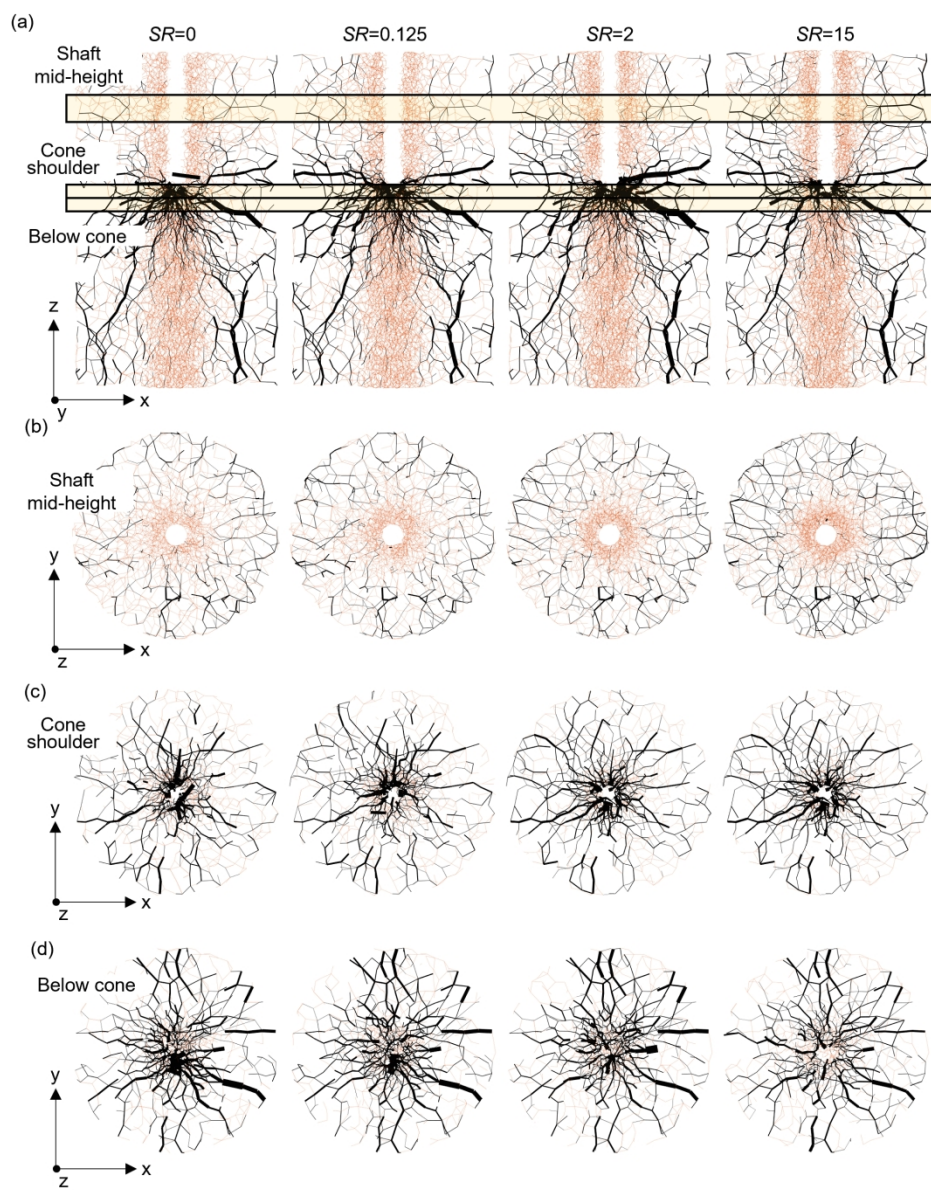 (a)
SR=0 SR=0.125 SR=2 SR=15
Shaft
mid-height
Cone
shoulder
Below cone
z
y x
(b)
Shaft
mid-height
y
z x
(c)
Cone
shoulder
y
z x
(d)
Below cone
y
z x